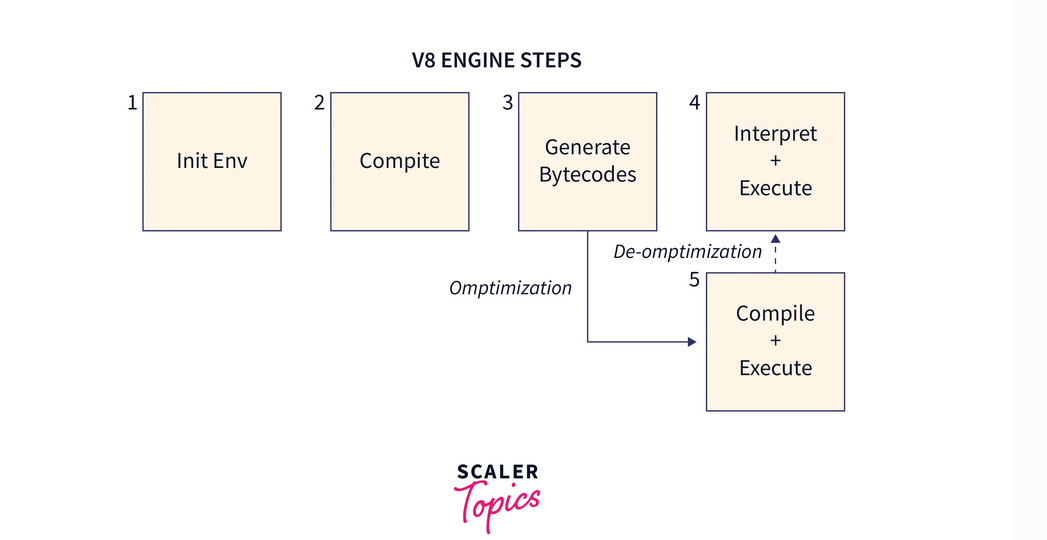 V8 ENGINE STEPS
1
Init Env
2
Compite
3
Generate
Bytecodes
4
Interpret
+
Execute
De-omptimization
Omptimization
5
Compile
+
Execute
SCALER
Topics